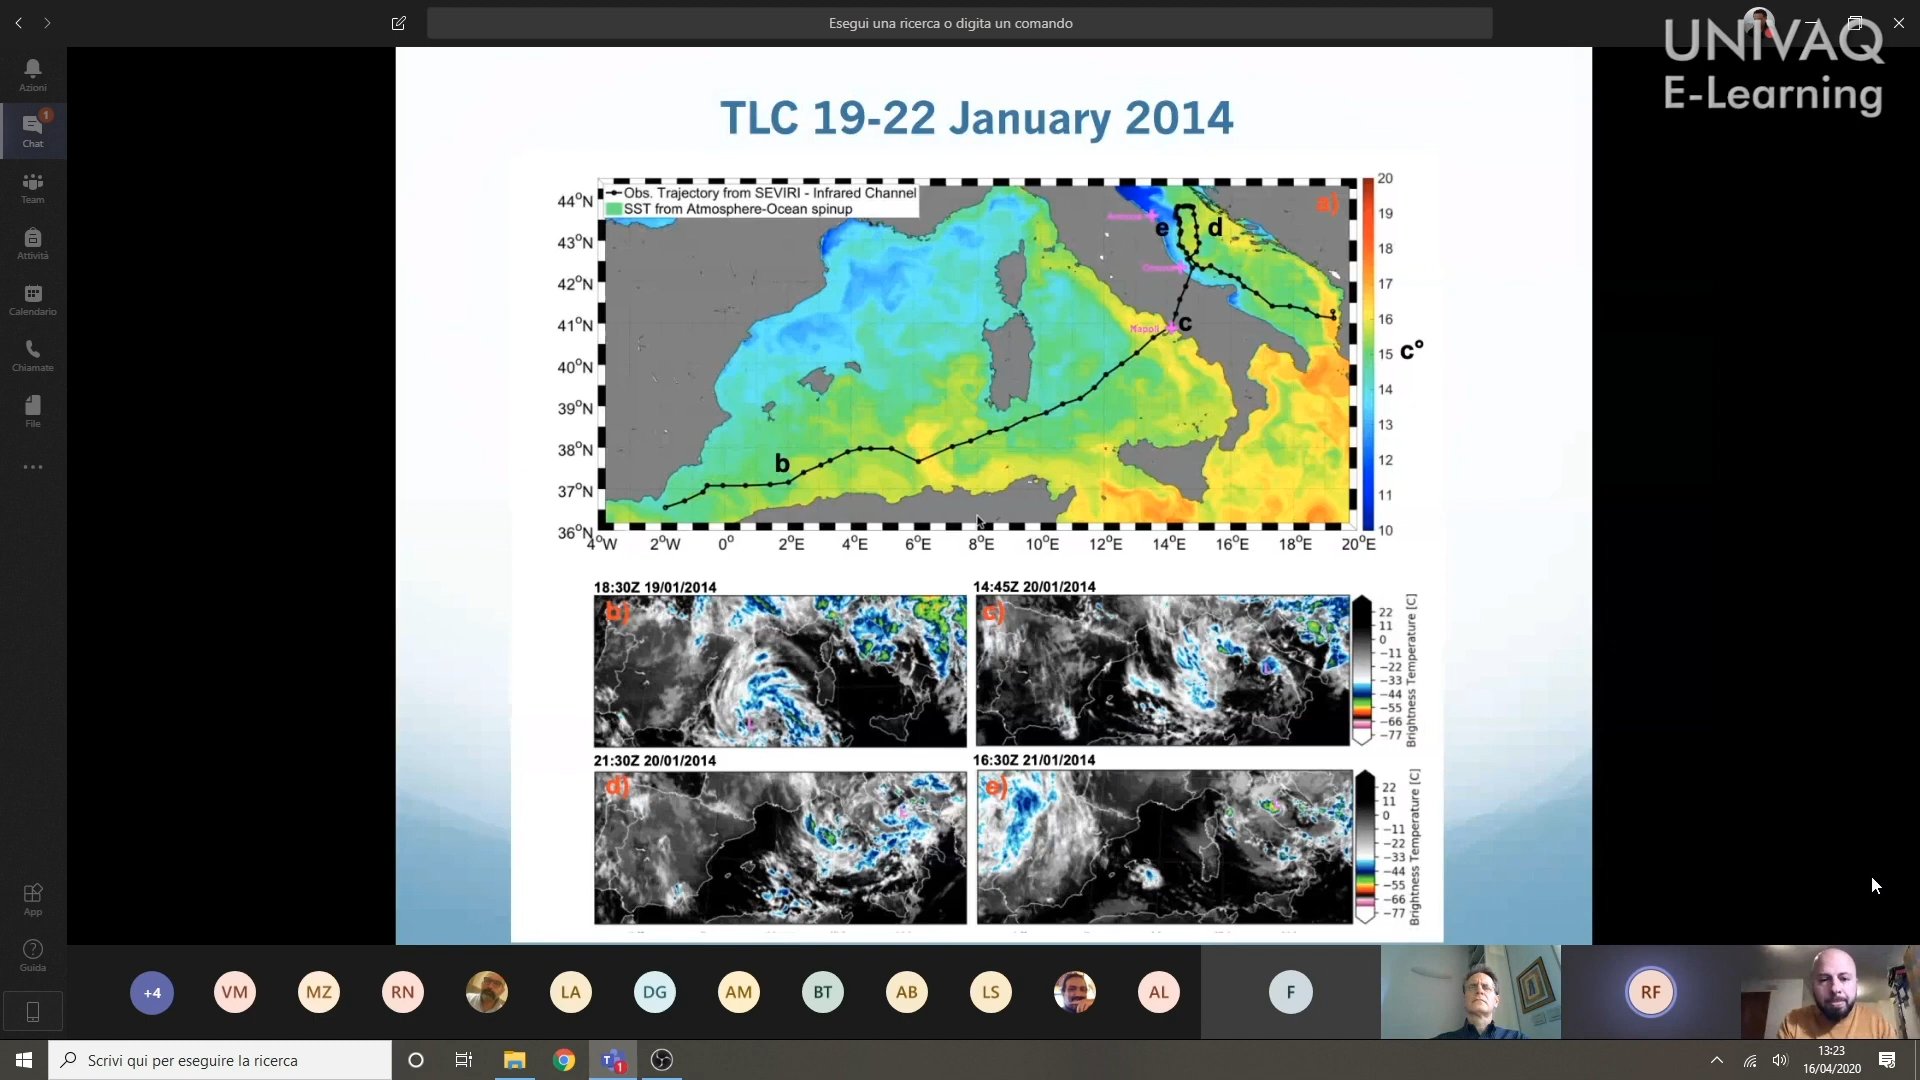 Esegui una ricerca o digita un comando
UNIVAQ
E-Learning
Azioni
Chat
1
Team
Attività
Calendario
Chiamate
File
App
Guida
TLC 19-22 January 2014
Obs. Trajectory from SEVIRI - Infrared Channel
SST from Atmosphere-Ocean spinup
a)
44°N
43°N
42°N
41°N
40°N
39°N
38°N
37°N
36°N
4°W 2°W 0° 2°E 4°E 6°E 8°E 10°E 12°E 14°E 16°E 18°E 20°E
b
c
d
e
Napoli
20
19
18
17
16
15
14
13
12
11
10
c°
18:30Z 19/01/2014
b)
14:45Z 20/01/2014
c)
22
11
0
−11
−22
−33
−44
−55
−66
−77
Brightness Temperature [C]
21:30Z 20/01/2014
d)
16:30Z 21/01/2014
e)
22
11
0
−11
−22
−33
−44
−55
−66
−77
Brightness Temperature [C]
+4 VM MZ RN LA DG AM BT AB LS AL F RF
Scrivi qui per eseguire la ricerca
13:23
16/04/2020